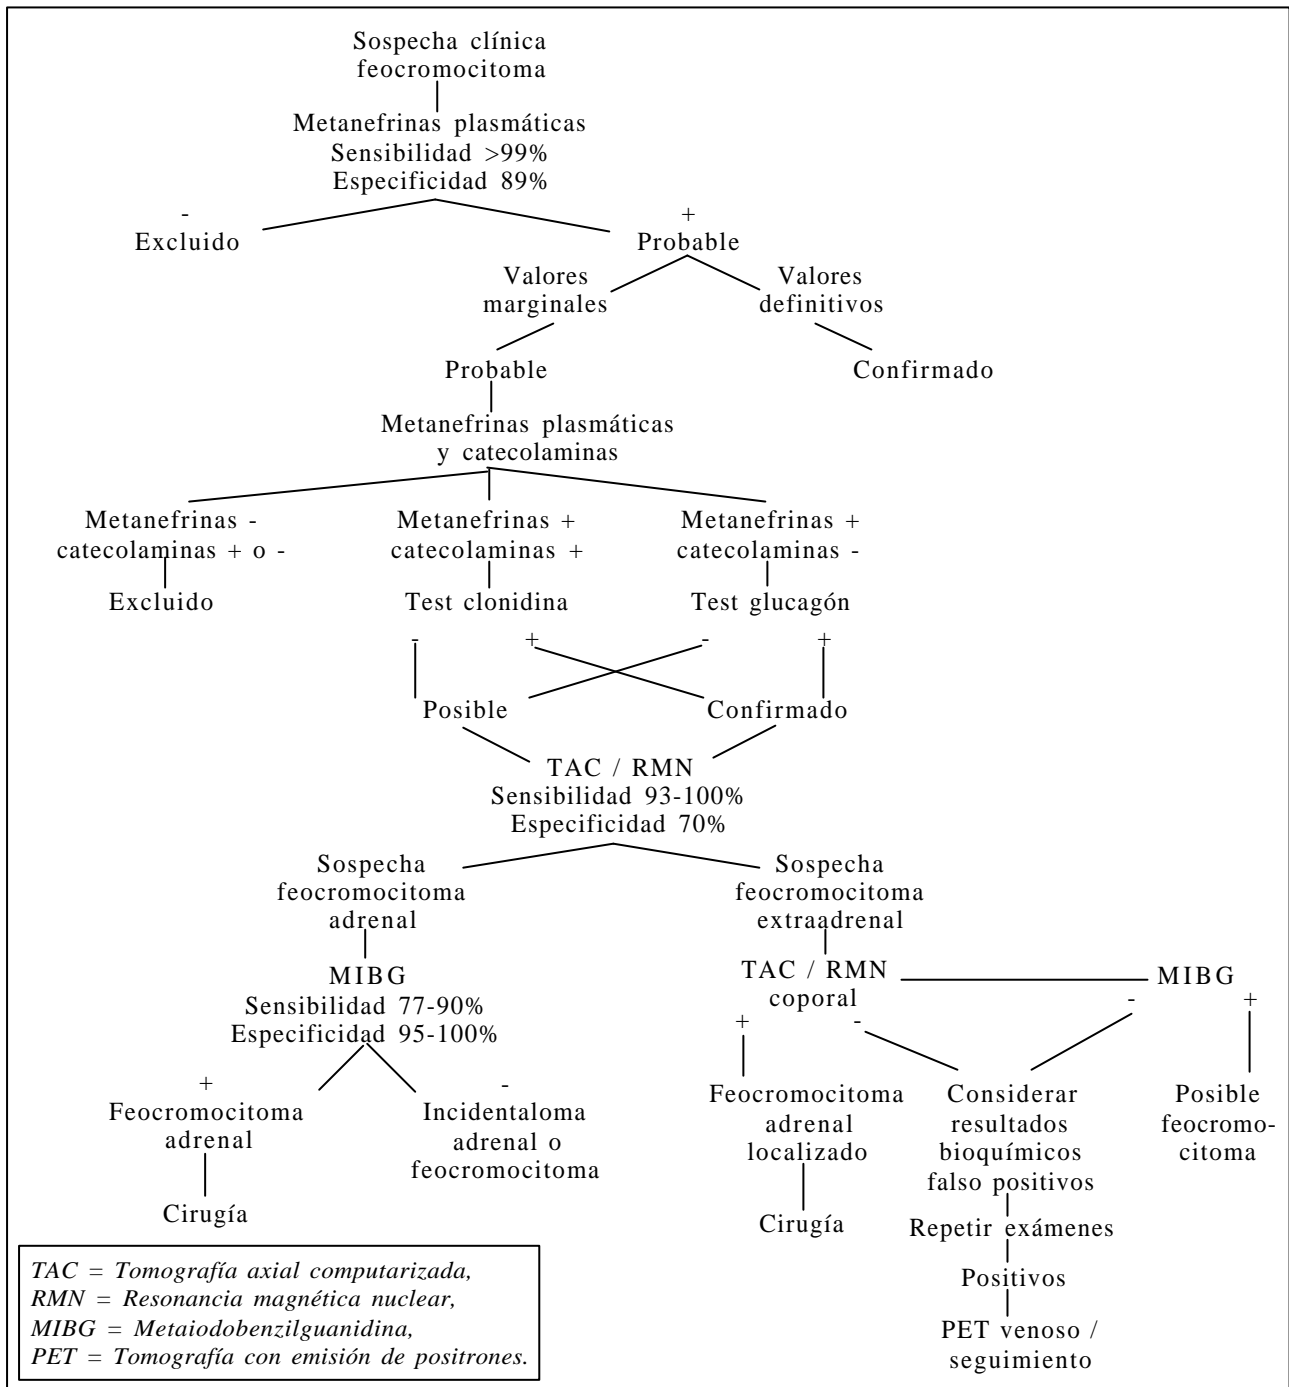 Sospecha clínica
feocromocitoma
Metanefrinas plasmáticas
Sensibilidad >99%
Especificidad 89%
-
Excluido
+
Probable
Valores
marginales
Valores
definitivos
Probable
Confirmado
Metanefrinas plasmáticas
y catecolaminas
Metanefrinas -
catecolaminas + o -
Metanefrinas +
catecolaminas +
Metanefrinas +
catecolaminas -
Excluido
Test clonidina
Test glucagón
-
+
-
+
Posible
Confirmado
TAC / RMN
Sensibilidad 93-100%
Especificidad 70%
Sospecha
feocromocitoma
adrenal
Sospecha
feocromocitoma
extraadrenal
MIBG
Sensibilidad 77-90%
Especificidad 95-100%
TAC / RMN
coporal
MIBG
+
-
-
+
+
Feocromocitoma
adrenal
-
Incidentaloma
adrenal o
feocromocitoma
Feocromocitoma
adrenal
localizado
Considerar
resultados
bioquímicos
falso positivos
Posible
feocromo-
citoma
Cirugía
Cirugía
Repetir exámenes
Positivos
PET venoso /
seguimiento
TAC = Tomografía axial computarizada,
RMN = Resonancia magnética nuclear,
MIBG = Metaiodobenzilguanidina,
PET = Tomografía con emisión de positrones.